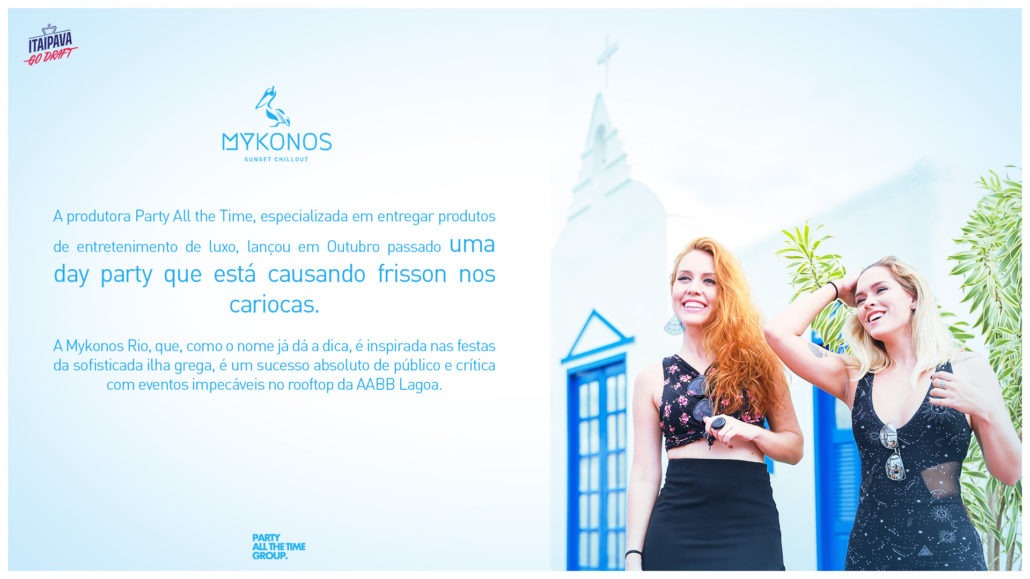 ITAIPAVA
GO DRAFT
MYKONOS
SUNSET CHILLOUT
A produtora Party All the Time, especializada em entregar produtos
de entretenimento de luxo, lançou em Outubro passado uma
day party que está causando frisson nos
cariocas.
A Mykonos Rio, que, como o nome já dá a dica, é inspirada nas festas
da sofisticada ilha grega, é um sucesso absoluto de público e crítica
com eventos impecáveis no rooftop da AABB Lagoa.
PARTY
ALL THE TIME
GROUP.